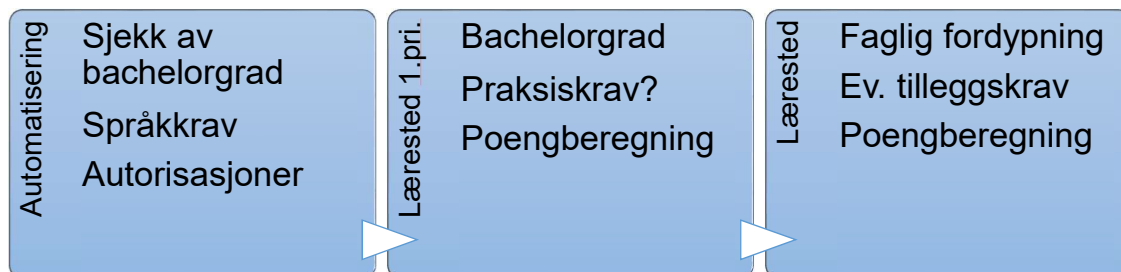 Automatisering
Sjekk av
bachelorgrad
Språkkrav
Autorisasjoner
Lærested 1.pri.
Bachelorgrad
Praksiskrav?
Poengberegning
Lærested
Faglig fordypning
Ev. tilleggskrav
Poengberegning